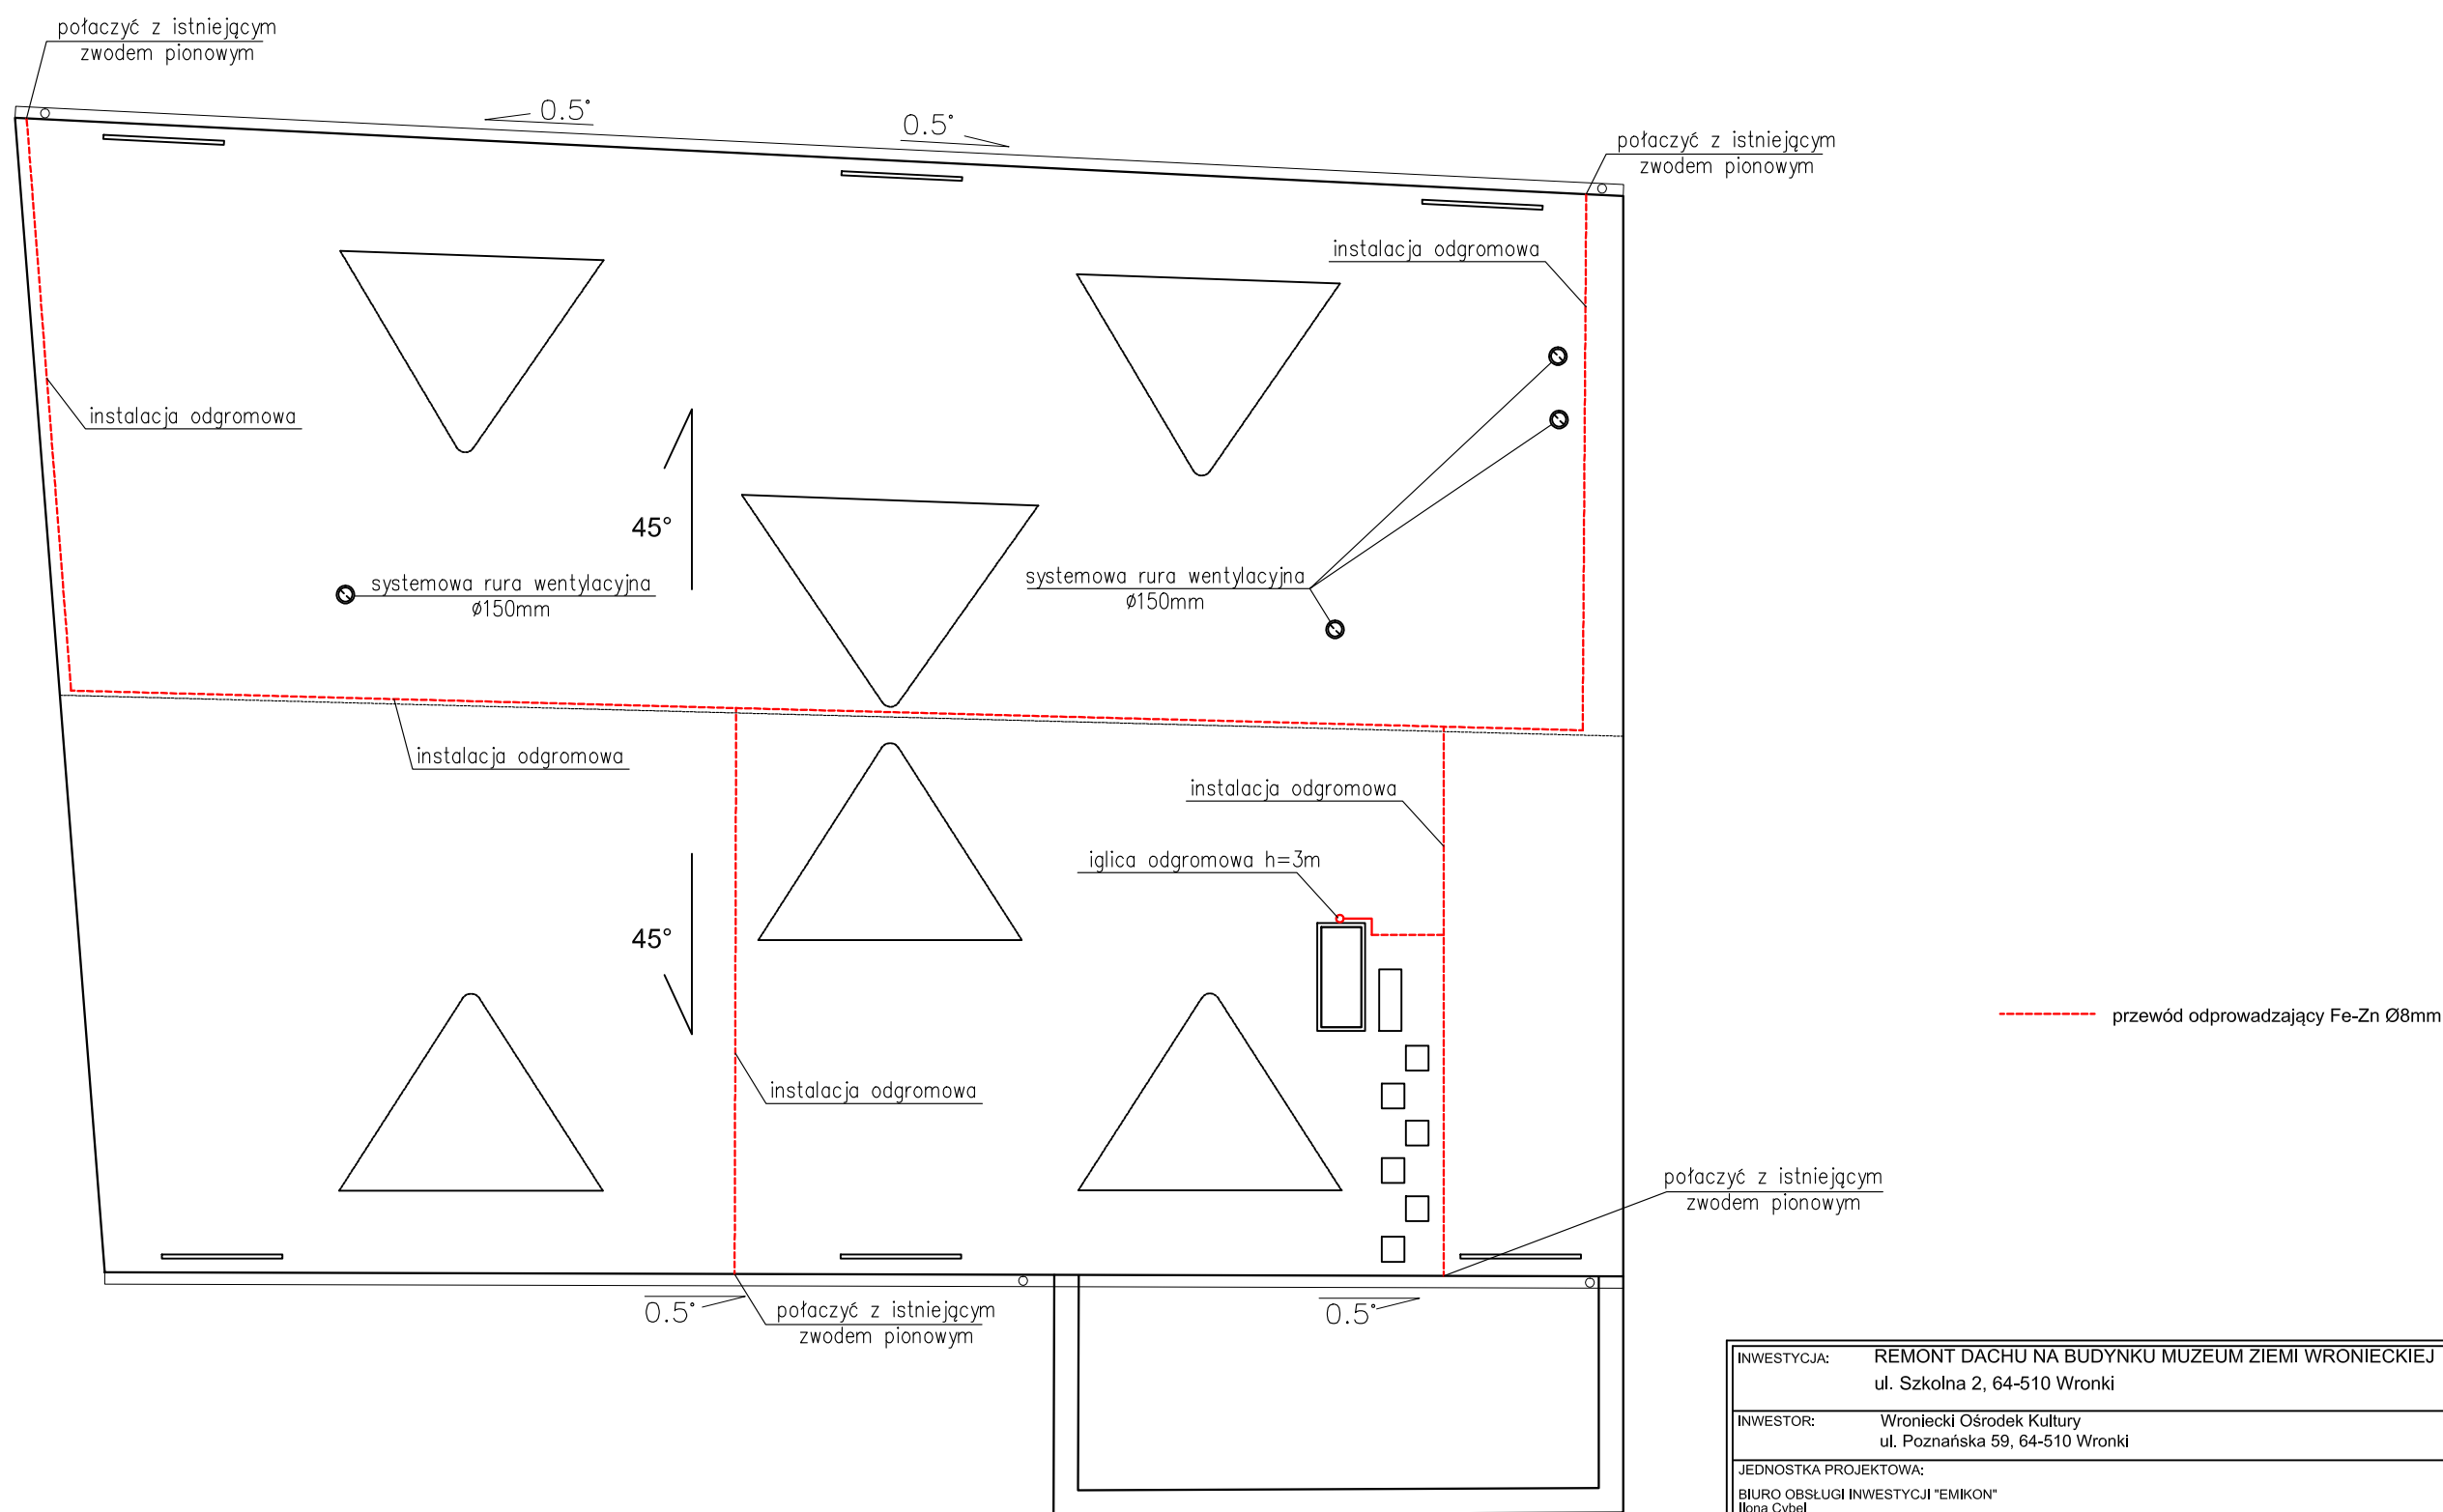 połaczyć z istniejącym
zwodem pionowym
0.5°
0.5°
połaczyć z istniejącym
zwodem pionowym
instalacja odgromowa
instalacja odgromowa
45°
systemowa rura wentylacyjna
ø150mm
systemowa rura wentylacyjna
ø150mm
instalacja odgromowa
instalacja odgromowa
iglica odgromowa h=3m
45°
przewód odprowadzający Fe-Zn Ø8mm
instalacja odgromowa
połaczyć z istniejącym
zwodem pionowym
0.5°
połaczyć z istniejącym
zwodem pionowym
0.5°
INWESTYCJA: REMONT DACHU NA BUDYNKU MUZEUM ZIEMI WRONIECKIEJ
ul. Szkolna 2, 64-510 Wronki
INWESTOR: Wroniecki Ośrodek Kultury
ul. Poznańska 59, 64-510 Wronki
JEDNOSTKA PROJEKTOWA:
BIURO OBSŁUGI INWESTYCJI "EMIKON"
Ilona Cybel